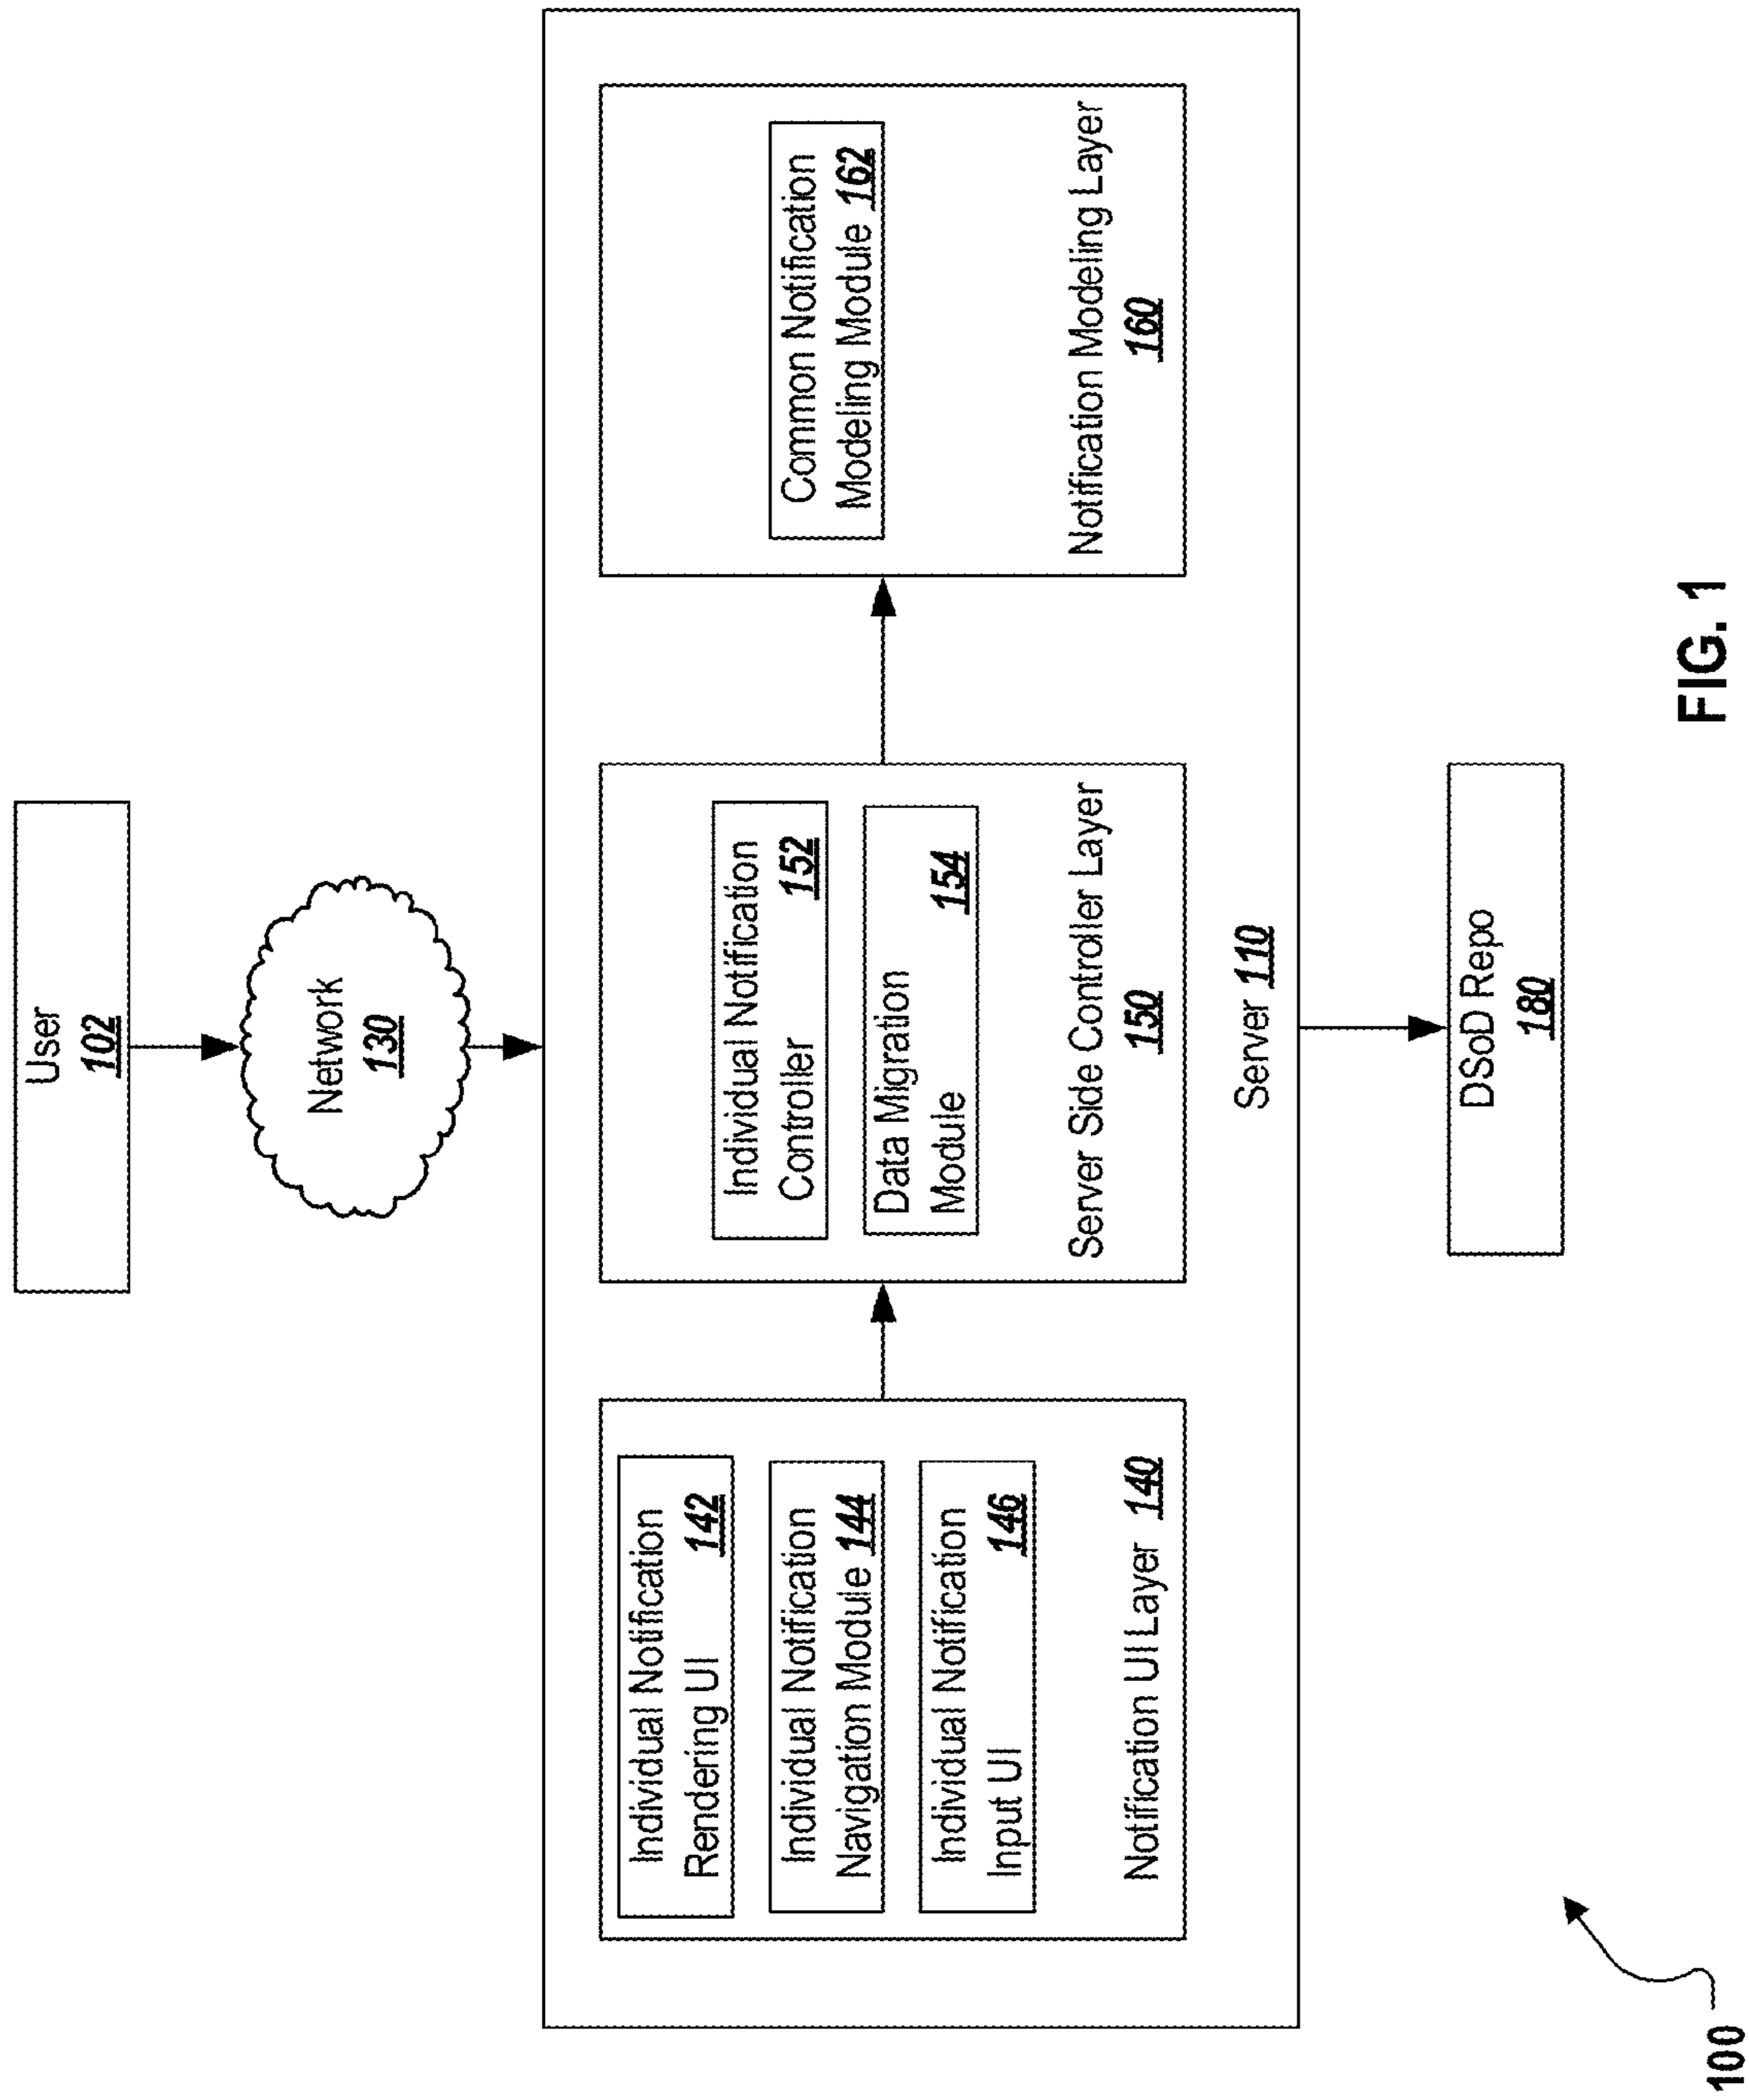 User
102
Network
130
Individual Notification
Rendering UI 142
Individual Notification
Navigation Module 144
Individual Notification
Input UI 146
Notification UI Layer 140
Individual Notification
Controller 152
Data Migration 154
Module
Server Side Controller Layer
150
Common Notification
Modeling Module 162
Notification Modeling Layer
160
Server 110
DSoD Repo
180
100
FIG. 1